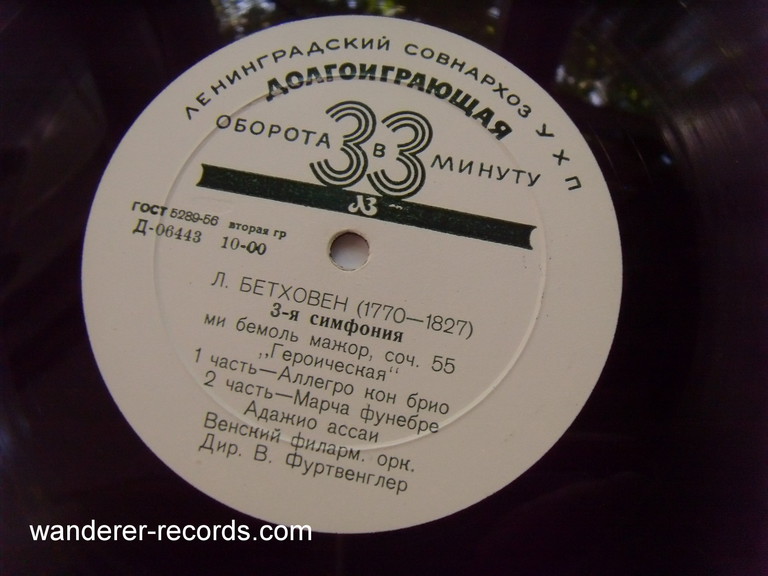 ЛЕНИНГРАДСКИЙ СОВНАРХОЗ УХП
ДОЛГОИГРАЮЩАЯ
ОБОРОТА 33 В МИНУТУ
ЛЗ
ГОСТ 5289-56 вторая гр
Д-06443 10-00
Л. БЕТХОВЕН (1770—1827)
3-я симфония
ми бемоль мажор, соч. 55
„Героическая“
1 часть—Аллегро кон брио
2 часть—Марча фунебре
Адажио ассаи
Венский филарм. орк.
Дир. В. Фуртвенглер
wanderer-records.com